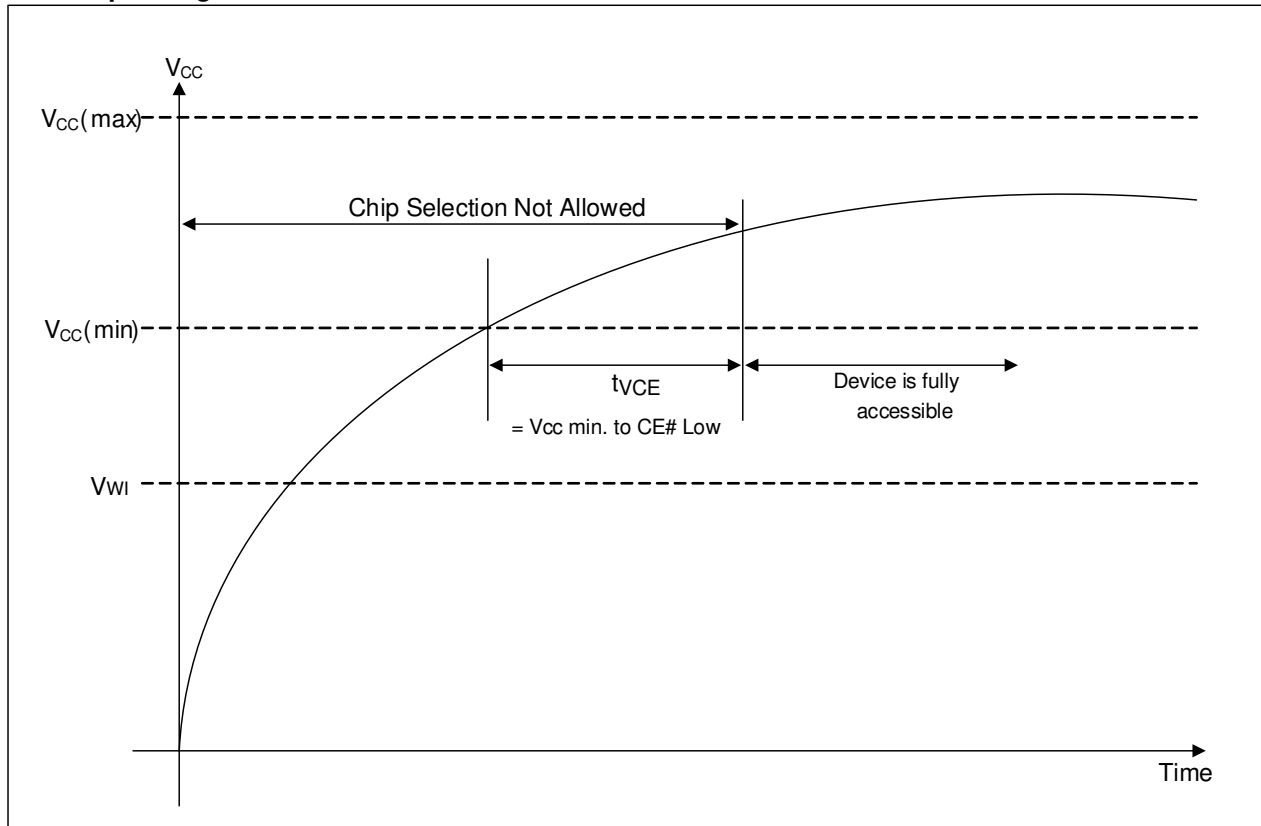 VCC
VCC(max)
Chip Selection Not Allowed
VCC(min)
tVCE
= Vcc min. to CE# Low
Device is fully
accessible
VWI
Time